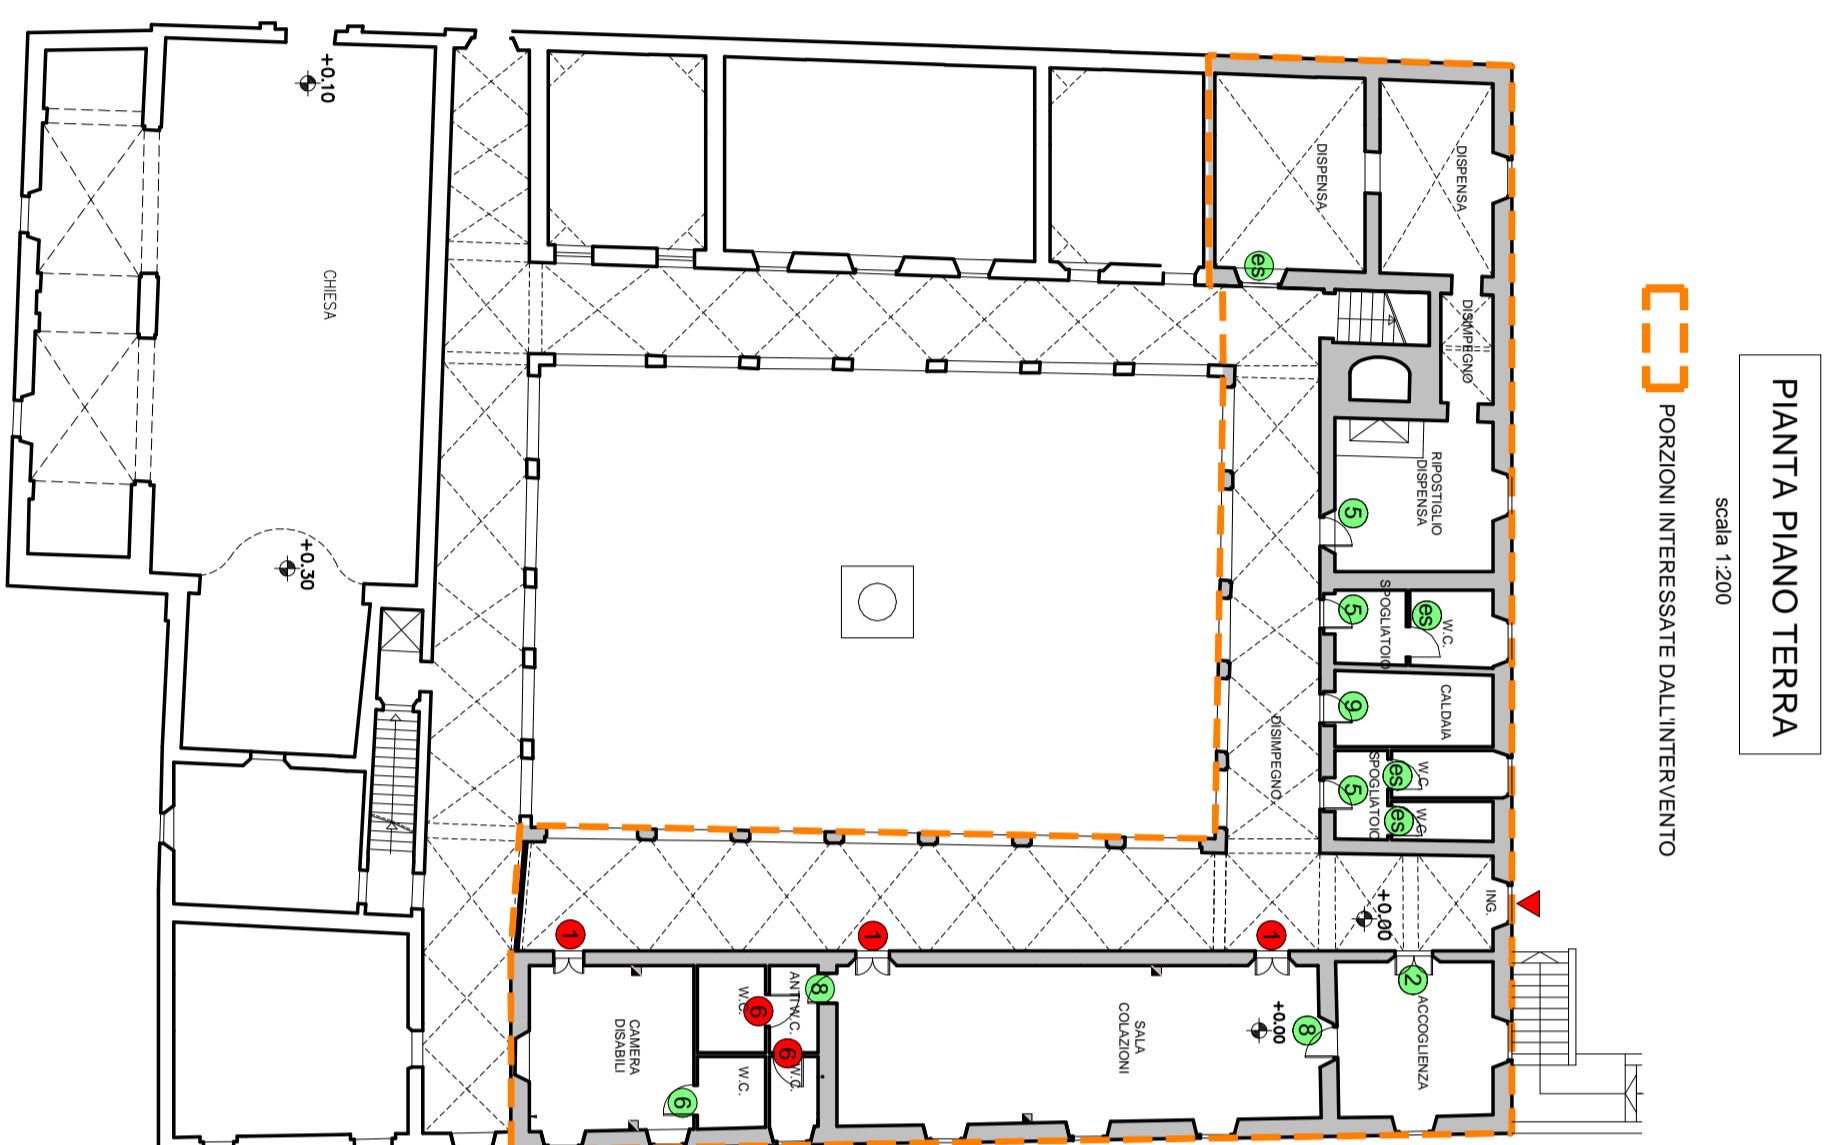 PIANTA PIANO TERRA
scala 1:200
PORZIONI INTERESSATE DALL'INTERVENTO
DISPENSA
DISPENSA
es
DISIMPEGNO
RIPOSTIGLIO
DISPENSA
5
SPOGLIATOIO
5
W.C.
es
CALDAIA
9
SPOGLIATOIO
5
W.C.
es
W.C.
es
DISIMPEGNO
ING.
+0.00
2
ACCOGLIENZA
8
+0.00
SALA
COLAZIONI
1
1
1
8
ANTI W.C.
W.C.
6
6
W.C.
W.C.
6
CAMERA
DISABILI
CHIESA
+0.10
+0.30